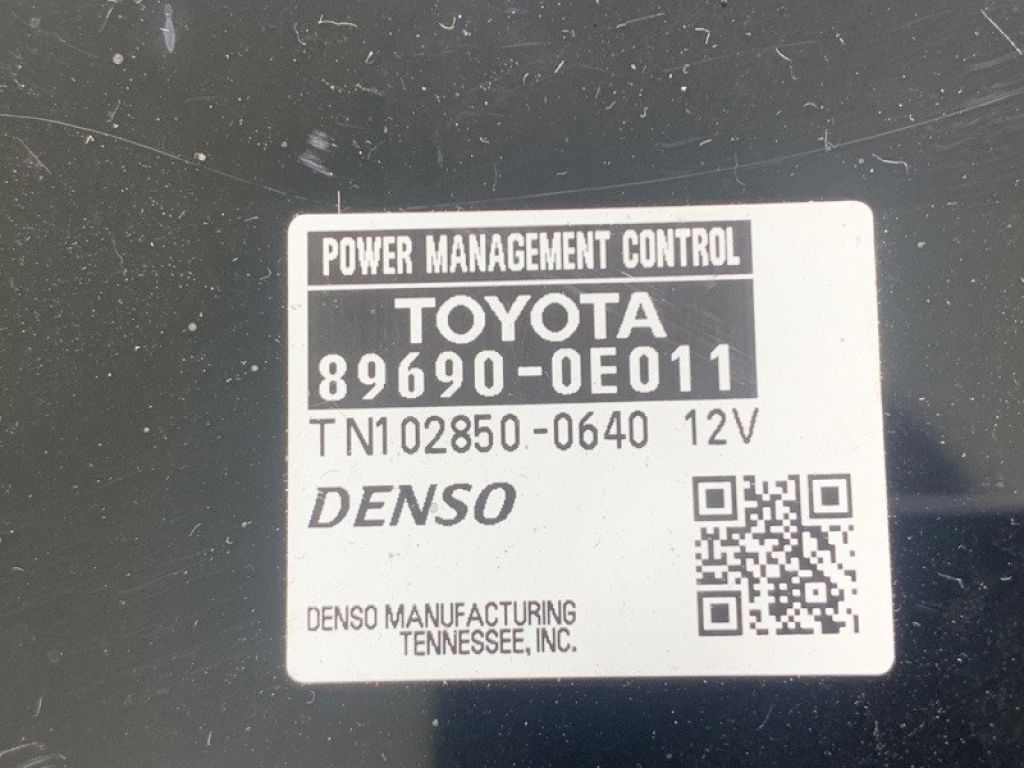 POWER MANAGEMENT CONTROL
TOYOTA
89690-0E011
TN102850-0640 12V
DENSO
DENSO MANUFACTURING
TENNESSEE, INC.